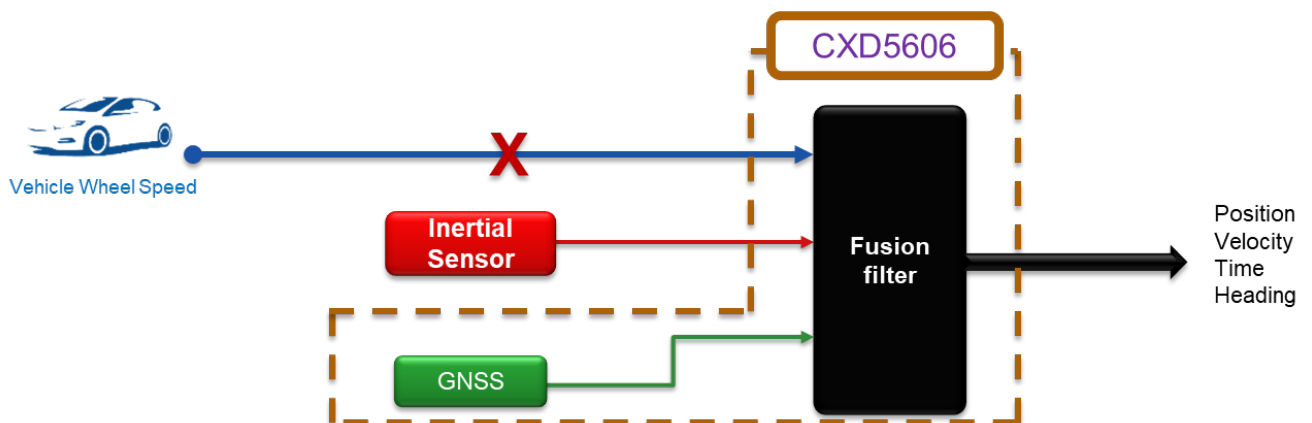 CXD5606
Vehicle Wheel Speed
X
Inertial
Sensor
GNSS
Fusion
filter
Position
Velocity
Time
Heading